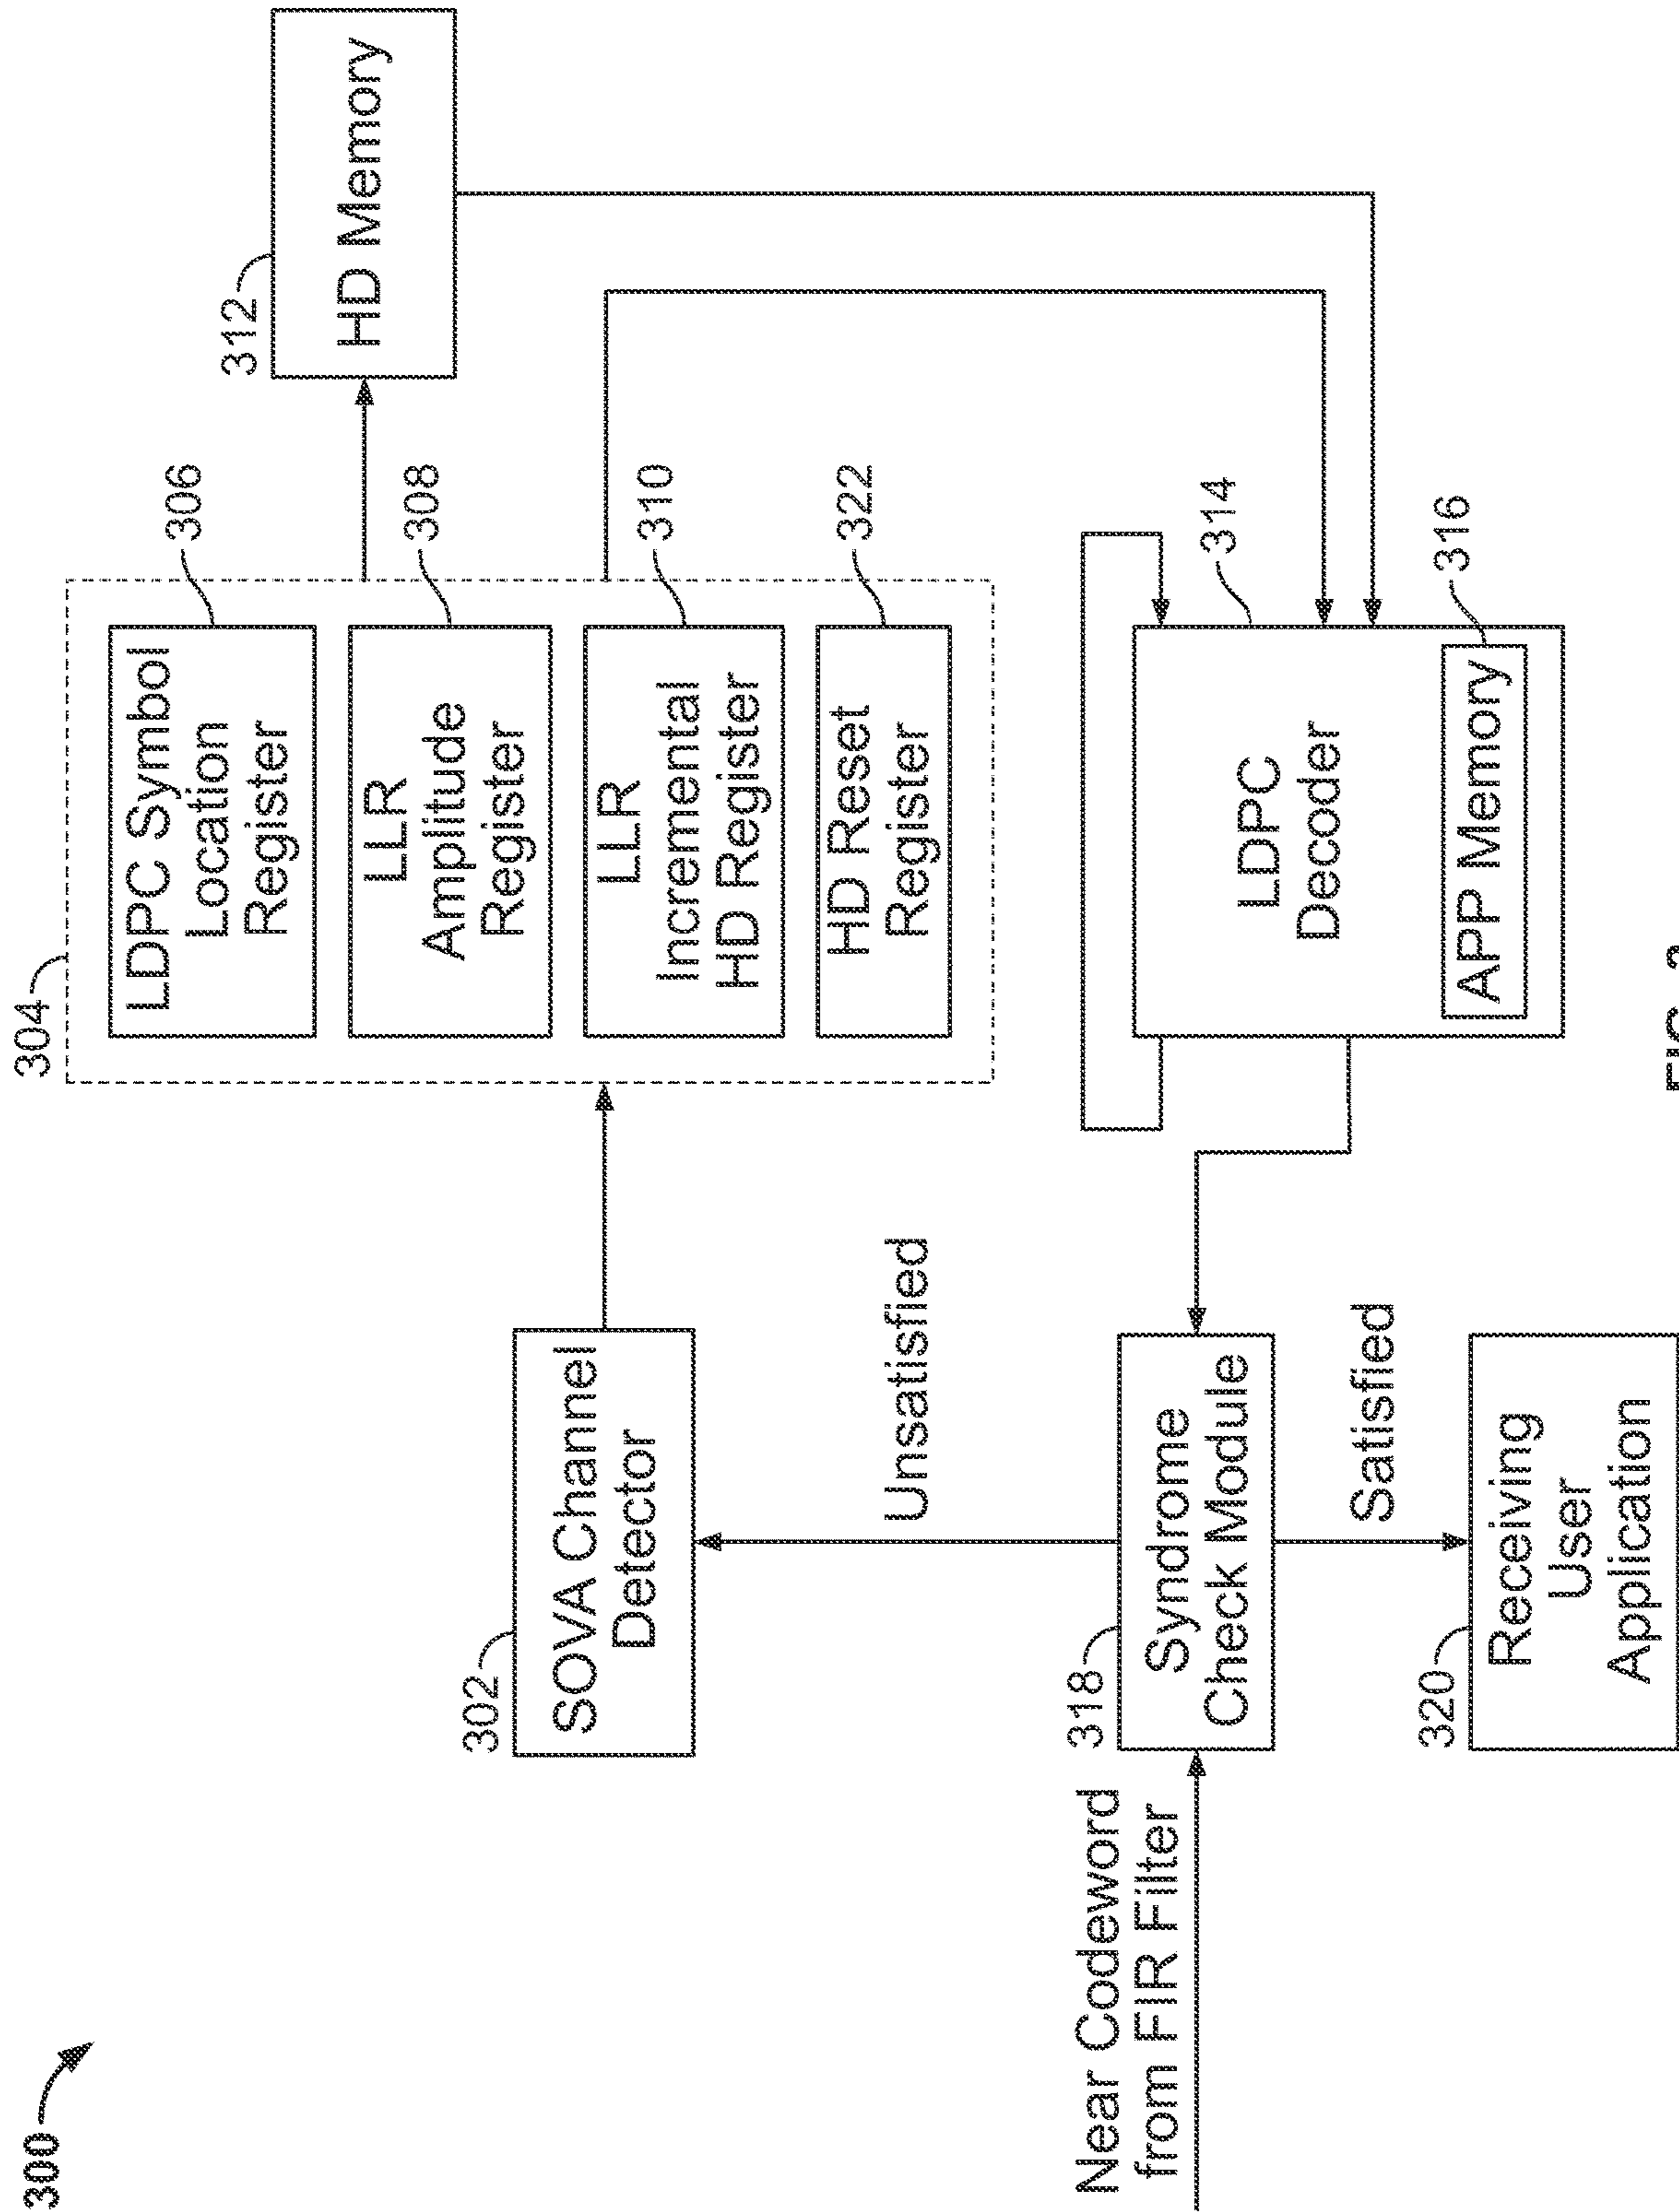 300
304
LDPC Symbol
Location
Register
306
LLR
Amplitude
Register
308
LLR
Incremental
HD Register
310
HD Reset
Register
322
312
HD Memory
302
SOVA Channel
Detector
Unsatisfied
LDPC
Decoder
314
APP Memory
316
Near Codeword
from FIR Filter
318
Syndrome
Check Module
Satisfied
320
Receiving
User
Application